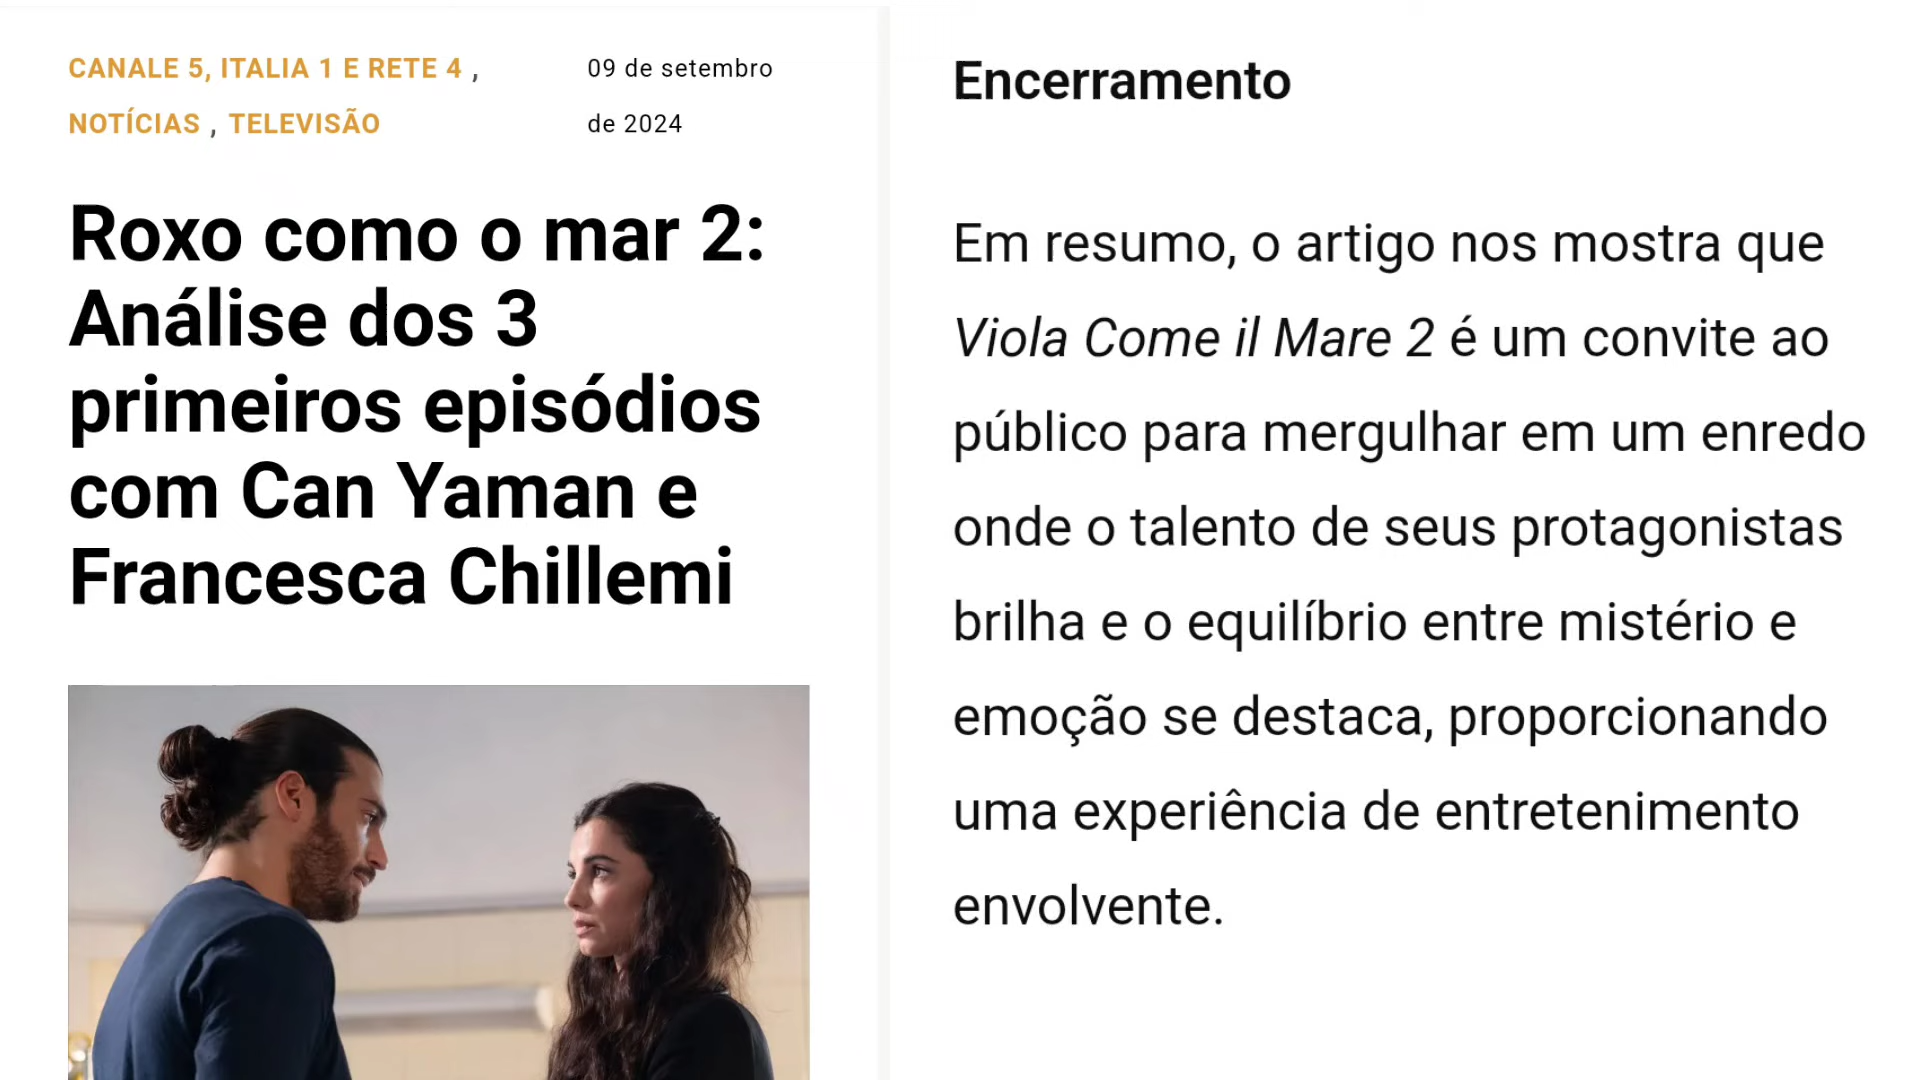 CANALE 5, ITALIA 1 E RETE 4 ,
NOTÍCIAS , TELEVISÃO
09 de setembro
de 2024
Roxo como o mar 2:
Análise dos 3
primeiros episódios
com Can Yaman e
Francesca Chillemi
Encerramento
Em resumo, o artigo nos mostra que
Viola Come il Mare 2 é um convite ao
público para mergulhar em um enredo
onde o talento de seus protagonistas
brilha e o equilíbrio entre mistério e
emoção se destaca, proporcionando
uma experiência de entretenimento
envolvente.